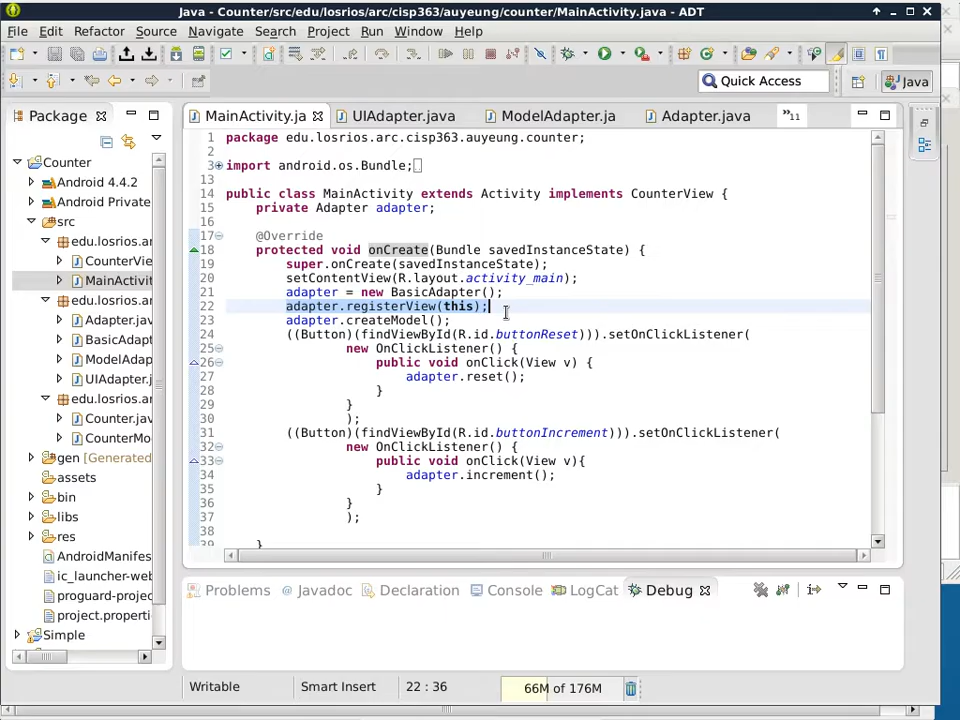 Java - Counter/src/edu/losrios/arc/cisp363/auyeung/counter/MainActivity.java - ADT
File Edit Refactor Source Navigate Search Project Run Window Help
Quick Access Java
Package
MainActivity.ja UIAdapter.java ModelAdapter.ja Adapter.java »11
Counter
Android 4.4.2
Android Private
src
edu.losrios.ar
CounterVie
MainActivit
edu.losrios.ar
Adapter.jav
BasicAdapt
ModelAdap
UIAdapter.j
edu.losrios.ar
Counter.jav
CounterMo
gen [Generated
assets
bin
libs
res
AndroidManifes
ic_launcher-web
proguard-projec
project.properti
Simple
1 package edu.losrios.arc.cisp363.auyeung.counter;
2
3 import android.os.Bundle;
13
14 public class MainActivity extends Activity implements CounterView {
15 private Adapter adapter;
16
17 @Override
18 protected void onCreate(Bundle savedInstanceState) {
19 super.onCreate(savedInstanceState);
20 setContentView(R.layout.activity_main);
21 adapter = new BasicAdapter();
22 adapter.registerView(this);
23 adapter.createModel();
24 ((Button)(findViewById(R.id.buttonReset))).setOnClickListener(
25 new OnClickListener() {
26 public void onClick(View v) {
27 adapter.reset();
28 }
29 }
30 );
31 ((Button)(findViewById(R.id.buttonIncrement))).setOnClickListener(
32 new OnClickListener() {
33 public void onClick(View v){
34 adapter.increment();
35 }
36 }
37 );
38
39 }
Problems Javadoc Declaration Console LogCat Debug
Writable Smart Insert 22 : 36 66M of 176M